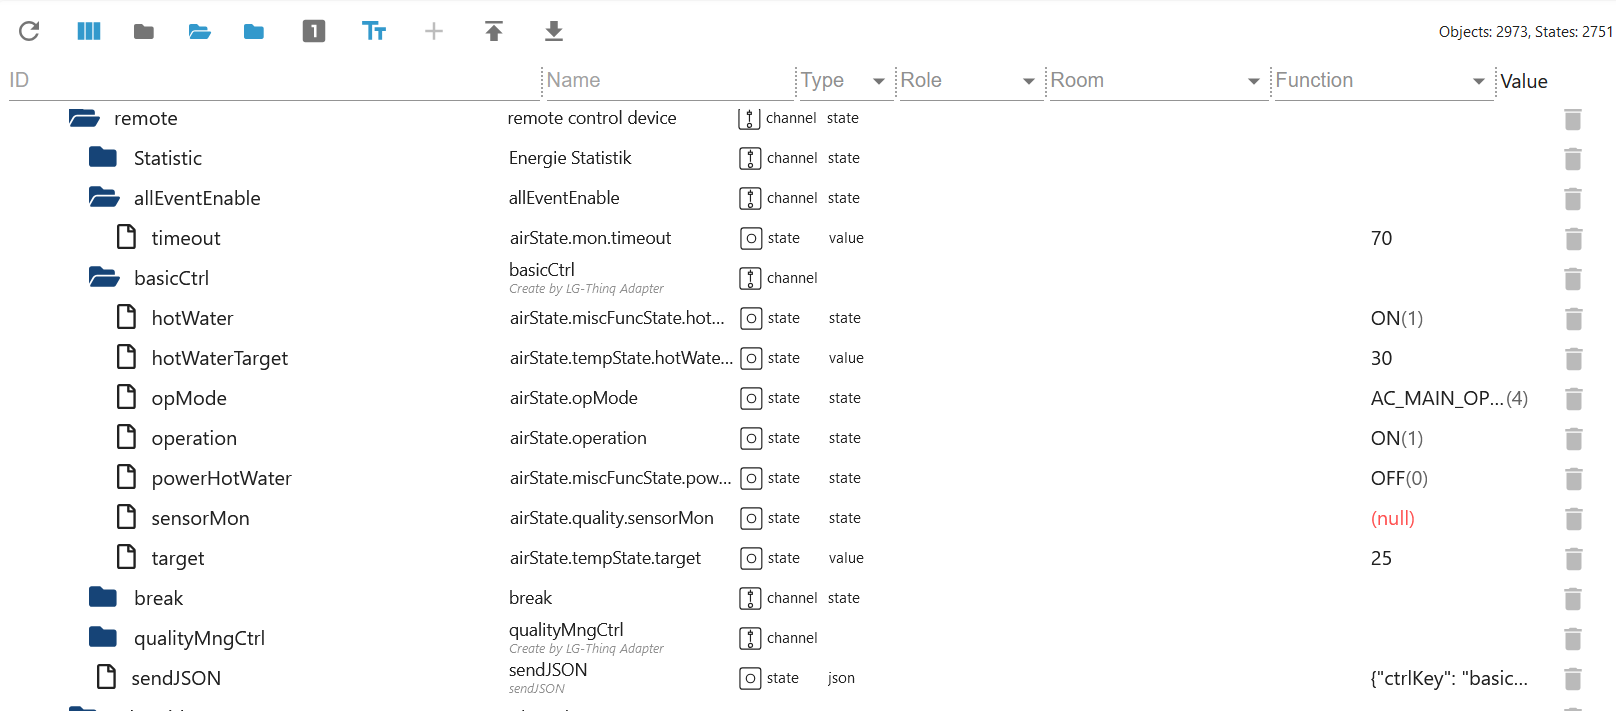 1 Tт Objects: 2973, States: 2751
ID Name Type Role Room Function Value
remote remote control device channel state
Statistic Energie Statistik channel state
allEventEnable allEventEnable channel state
timeout airState.mon.timeout state value 70
basicCtrl basicCtrl channel
Create by LG-Thinq Adapter
hotWater airState.miscFuncState.hot... state state ON(1)
hotWaterTarget airState.tempState.hotWate... state value 30
opMode airState.opMode state state AC_MAIN_OP...(4)
operation airState.operation state state ON(1)
powerHotWater airState.miscFuncState.pow... state state OFF(0)
sensorMon airState.quality.sensorMon state state (null)
target airState.tempState.target state value 25
break break channel state
qualityMngCtrl qualityMngCtrl channel
Create by LG-Thinq Adapter
sendJSON sendJSON state json {"ctrlKey": "basic...
sendJSON